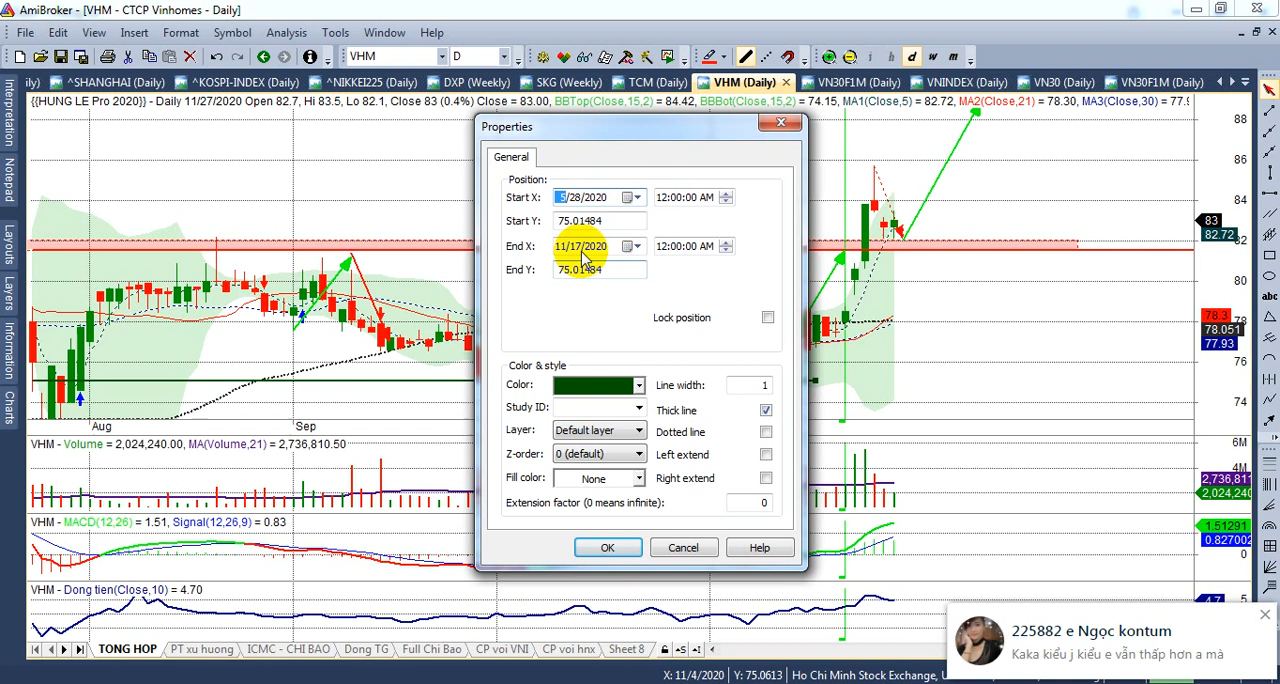 AmiBroker - [VHM - CTCP Vinhomes - Daily]
File Edit View Insert Format Symbol Analysis Tools Window Help
VHM D i h d w m
ily) ^SHANGHAI (Daily) ^KOSPI-INDEX (Daily) ^NIKKEI225 (Daily) DXP (Weekly) SKG (Weekly) TCM (Daily) VHM (Daily) VN30F1M (Daily) VNINDEX (Daily) VN30 (Daily) VN30F1M (Daily)
{{HUNG LE Pro 2020}} - Daily 11/27/2020 Open 82.7, Hi 83.5, Lo 82.1, Close 83 (0.4%) Close = 83.00, BBTop(Close,15,2) = 84.42, BBBot(Close,15,2) = 74.15, MA1(Close,5) = 82.72, MA2(Close,21) = 78.30, MA3(Close,30) = 77.9
Interpretation
Notepad
Layouts
Layers
Information
Charts
Properties
General
Position:
Start X: 5/28/2020 12:00:00 AM
Start Y: 75.01484
End X: 11/17/2020 12:00:00 AM
End Y: 75.01484
Lock position
Color & style
Color: Line width: 1
Study ID: Thick line
Layer: Default layer Dotted line
Z-order: 0 (default) Left extend
Fill color: None Right extend
Extension factor (0 means infinite): 0
OK Cancel Help
88
86
84
83
82.72
82
80
78.3
78.051
77.93
76
74
abc
Aug Sep
VHM - Volume = 2,024,240.00, MA(Volume,21) = 2,736,810.50
6M
4M
2,736,811
2,024,240
VHM - MACD(12,26) = 1.51, Signal(12,26,9) = 0.83
1.51291
0.827002
0
VHM - Dong tien(Close,10) = 4.70
4.7 5
225882 e Ngọc kontum
Kaka kiểu j kiểu e vẫn thấp hơn a mà
TONG HOP PT xu huong ICMC - CHI BAO Dong TG Full Chi Bao CP voi VNI CP voi hnx Sheet 8
X: 11/4/2020 Y: 75.0613 Ho Chi Minh Stock Exchange,